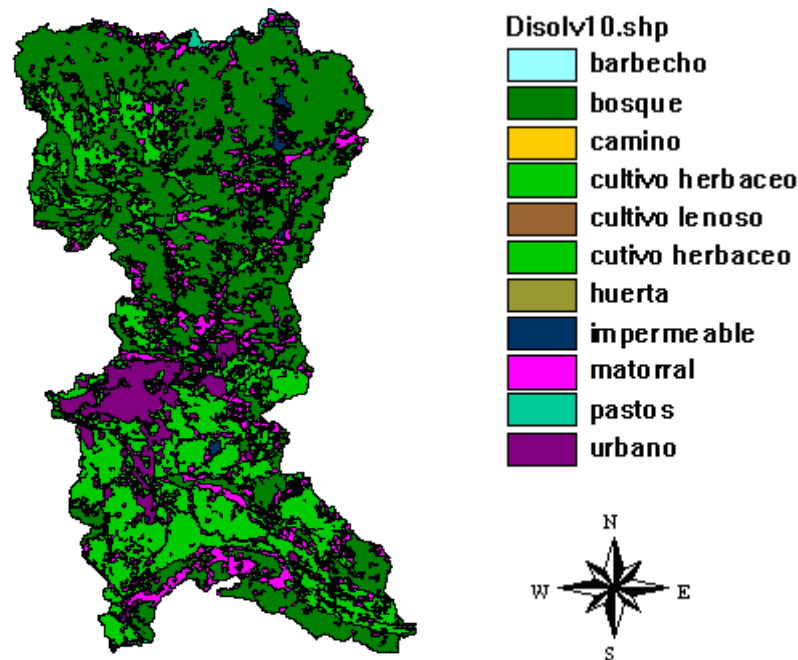 Disolv10.shp
barbecho
bosque
camino
cultivo herbaceo
cultivo lenoso
cutivo herbaceo
huerta
impermeable
matorral
pastos
urbano
N
W E
S